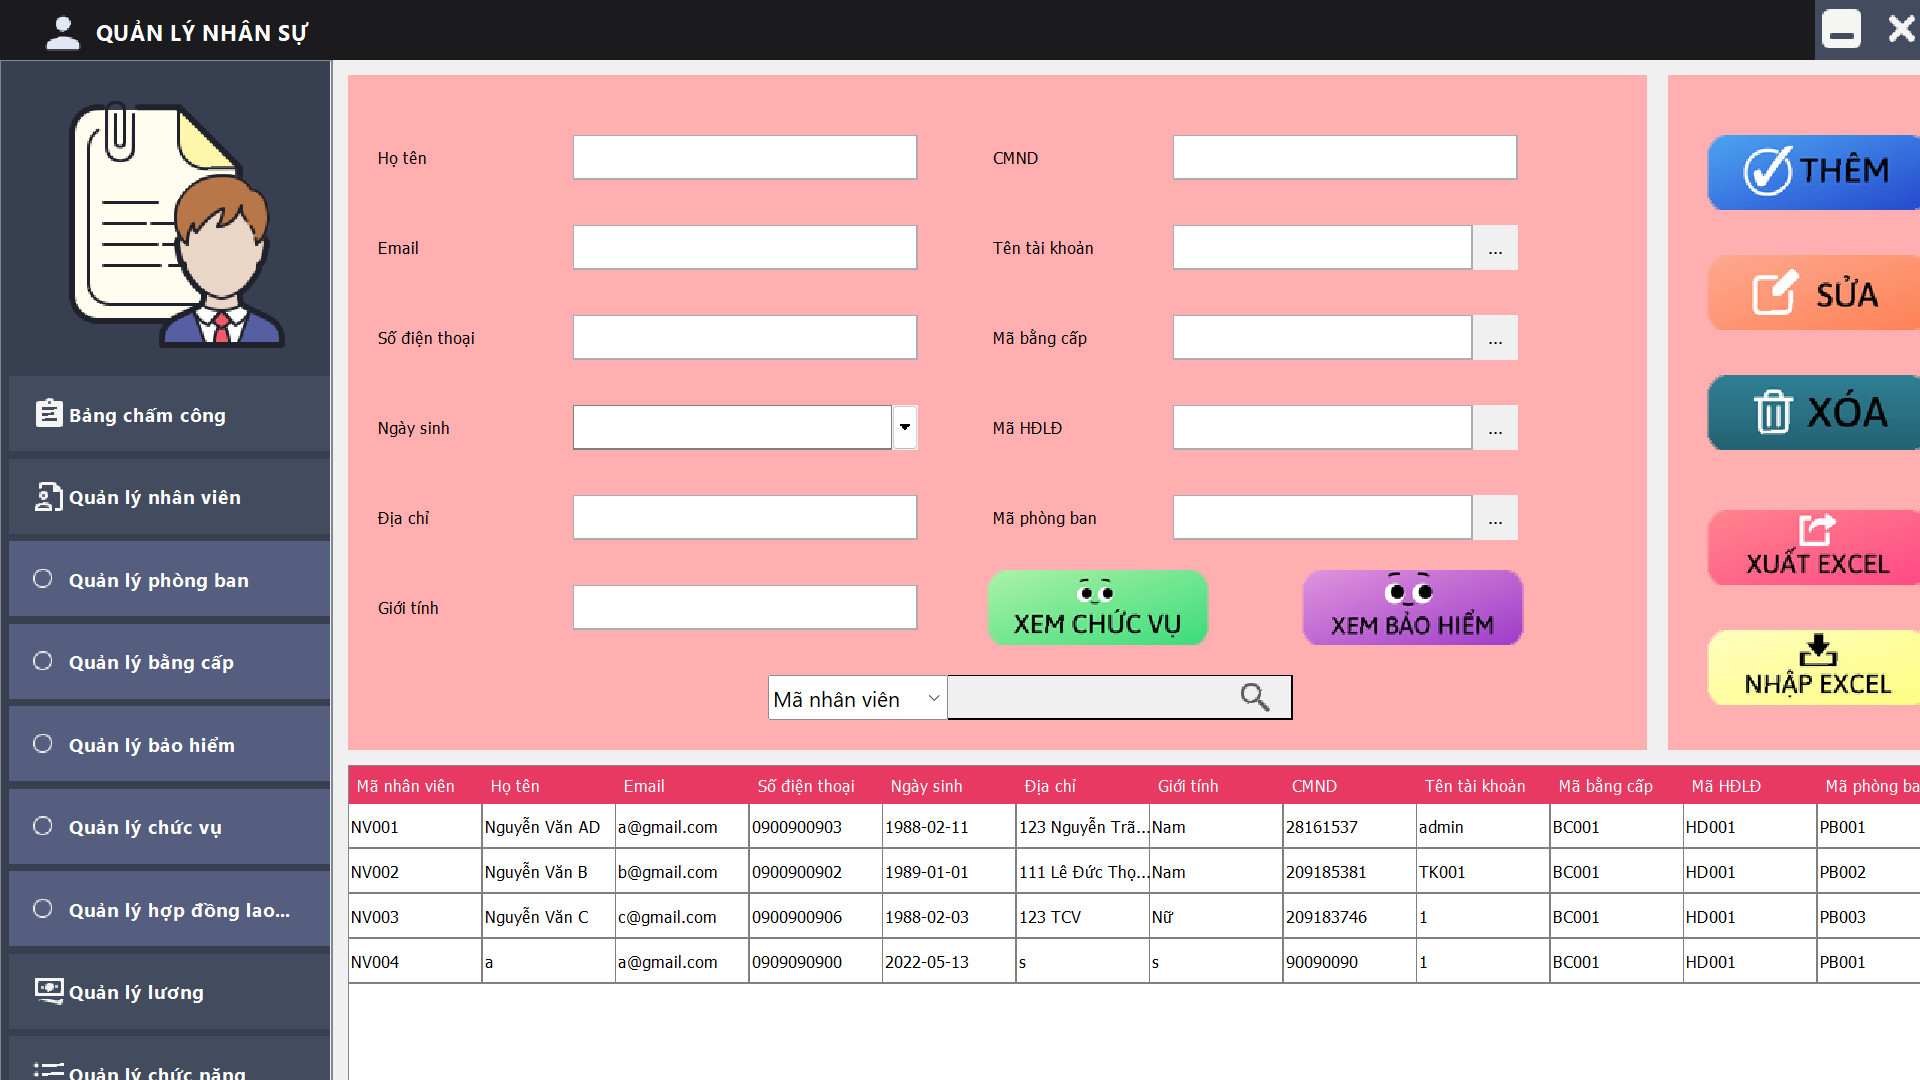 QUẢN LÝ NHÂN SỰ
Bảng chấm công
Quản lý nhân viên
Quản lý phòng ban
Quản lý bằng cấp
Quản lý bảo hiểm
Quản lý chức vụ
Quản lý hợp đồng lao...
Quản lý lương
Quản lý chức năng
Họ tên
CMND
Email
Tên tài khoản ...
Số điện thoại
Mã bằng cấp ...
Ngày sinh
Mã HĐLĐ ...
Địa chỉ
Mã phòng ban ...
Giới tính
XEM CHỨC VỤ
XEM BẢO HIỂM
Mã nhân viên
THÊM
SỬA
XÓA
XUẤT EXCEL
NHẬP EXCEL
Mã nhân viên Họ tên Email Số điện thoại Ngày sinh Địa chỉ Giới tính CMND Tên tài khoản Mã bằng cấp Mã HĐLĐ Mã phòng ba
NV001 Nguyễn Văn AD a@gmail.com 0900900903 1988-02-11 123 Nguyễn Trã... Nam 28161537 admin BC001 HD001 PB001
NV002 Nguyễn Văn B b@gmail.com 0900900902 1989-01-01 111 Lê Đức Thọ... Nam 209185381 TK001 BC001 HD001 PB002
NV003 Nguyễn Văn C c@gmail.com 0900900906 1988-02-03 123 TCV Nữ 209183746 1 BC001 HD001 PB003
NV004 a a@gmail.com 0909090900 2022-05-13 s s 90090090 1 BC001 HD001 PB001